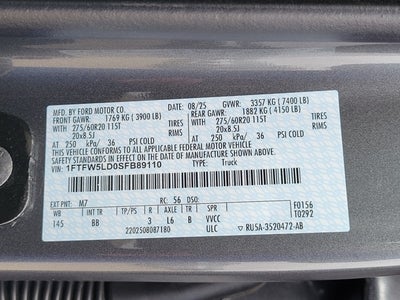 MFD. BY FORD MOTOR CO.
DATE: 08/25 GVWR: 3357 KG (7400 LB)
FRONT GAWR: 1769 KG (3900 LB) REAR GAWR: 1882 KG (4150 LB)
275/60R20 115T TIRES 275/60R20 115T TIRES
20x8.5J RIMS 20x8.5J RIMS
AT 250 kPa/ 36 PSI COLD AT 250 kPa/ 36 PSI COLD
THIS VEHICLE CONFORMS TO ALL APPLICABLE FEDERAL MOTOR VEHICLE
SAFETY AND THEFT PREVENTION STANDARDS IN EFFECT ON THE DATE OF
MANUFACTURE SHOWN ABOVE.
VIN: 1FTFW5LD0SFB89110
TYPE: TRUCK
EXT PNT: M7 RC: 56 DSO: F0156
WB INT TR TP/PS R AXLE TR SPR T0292
145 BB 3 L6 B VVCC
2202508087180 ULC RU5A-3520472-AB